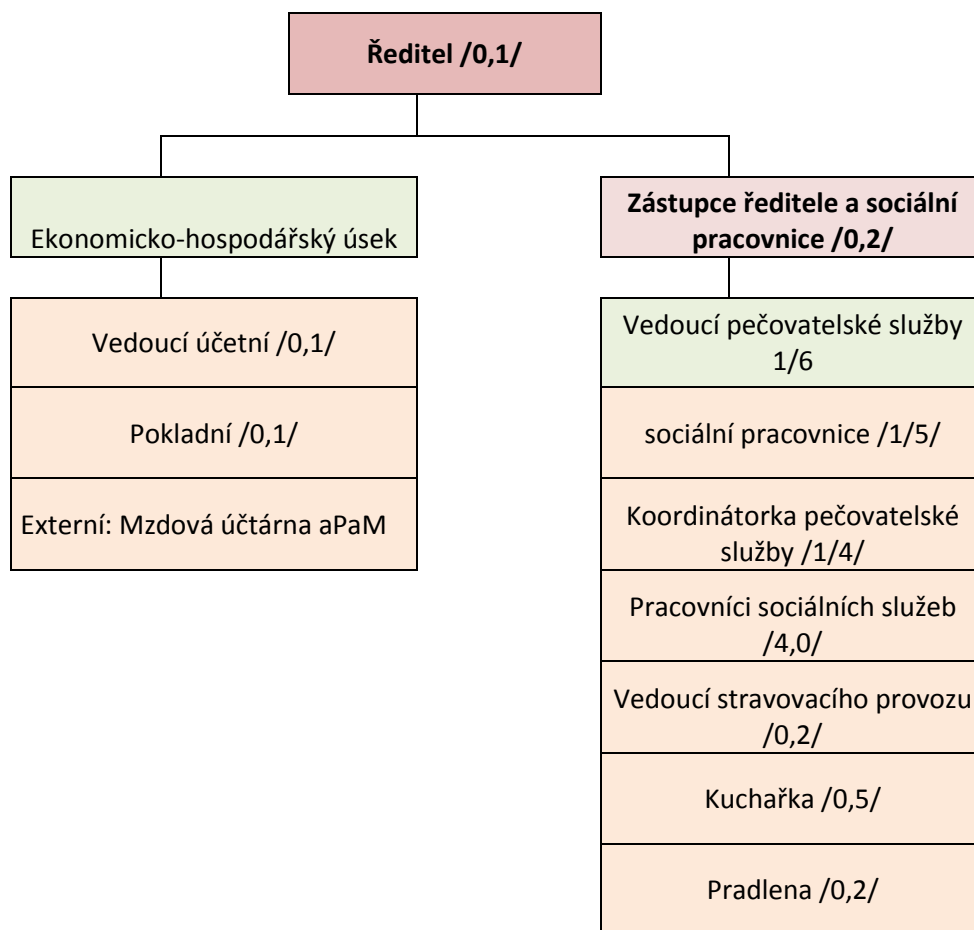 Ředitel /0,1/
Ekonomicko-hospodářský úsek
Vedoucí účetní /0,1/
Pokladní /0,1/
Externí: Mzdová účtárna aPaM
Zástupce ředitele a sociální
pracovnice /0,2/
Vedoucí pečovatelské služby
1/6
sociální pracovnice /1/5/
Koordinátorka pečovatelské
služby /1/4/
Pracovníci sociálních služeb
/4,0/
Vedoucí stravovacího provozu
/0,2/
Kuchařka /0,5/
Pradlena /0,2/